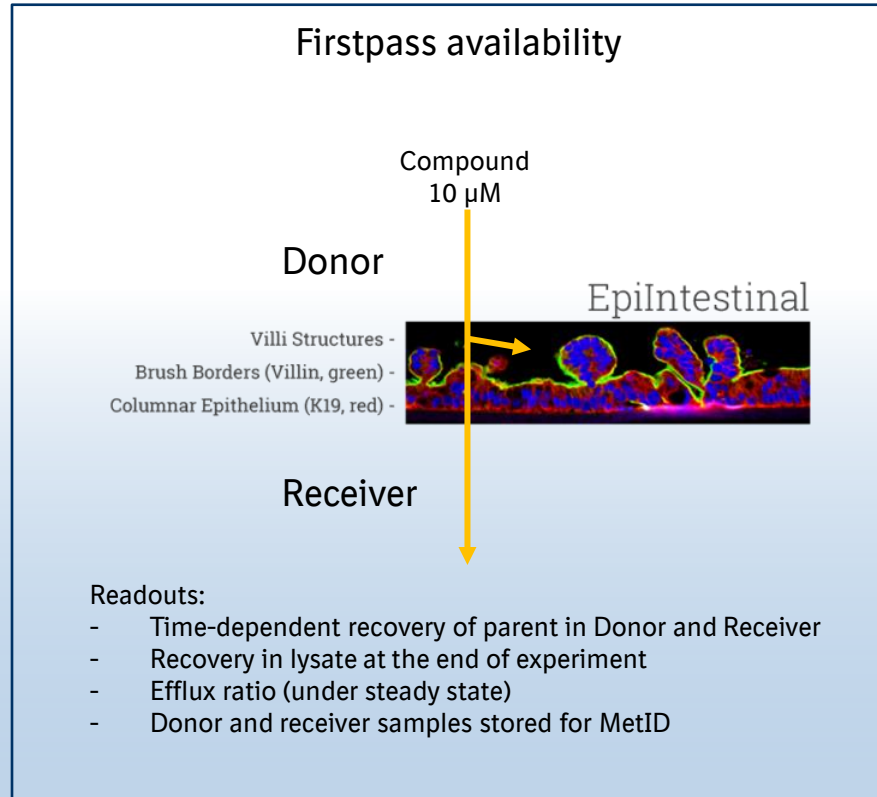 Firstpass availability
Compound
10 µM
Donor
EpiIntestinal
Villi Structures -
Brush Borders (Villin, green) -
Columnar Epithelium (K19, red) -
Receiver
Readouts:
- Time-dependent recovery of parent in Donor and Receiver
- Recovery in lysate at the end of experiment
- Efflux ratio (under steady state)
- Donor and receiver samples stored for MetID